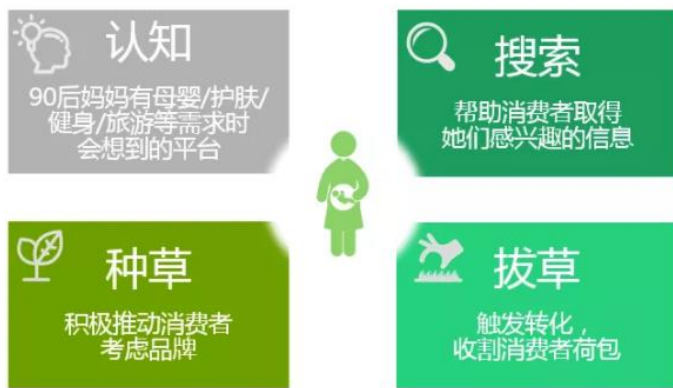 认知
90后妈妈有母婴/护肤/
健身/旅游等需求时
会想到的平台
搜索
帮助消费者取得
她们感兴趣的信息
种草
积极推动消费者
考虑品牌
拔草
触发转化，
收割消费者荷包